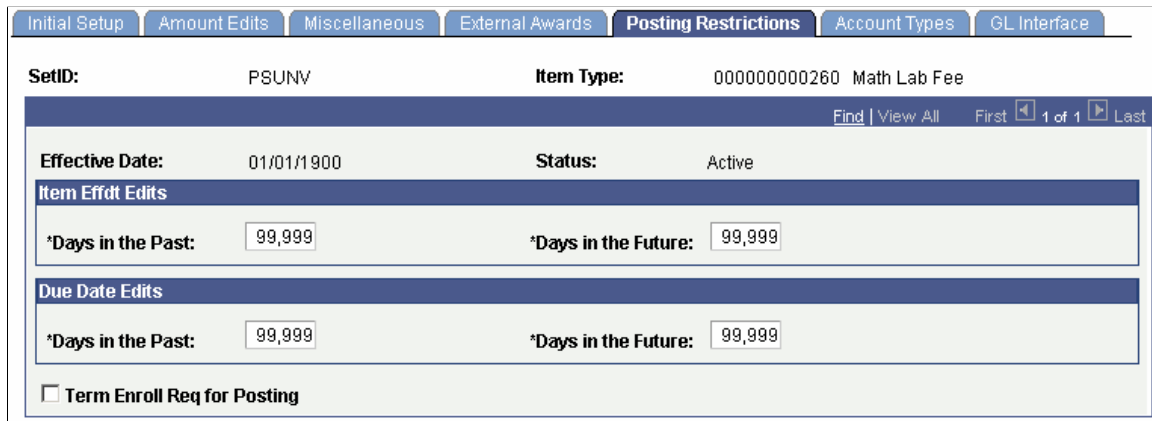 Initial Setup Amount Edits Miscellaneous External Awards Posting Restrictions Account Types GL Interface
SetID: PSUNV Item Type: 000000000260 Math Lab Fee
Find | View All First 1 of 1 Last
Effective Date: 01/01/1900 Status: Active
Item Effdt Edits
*Days in the Past: 99,999 *Days in the Future: 99,999
Due Date Edits
*Days in the Past: 99,999 *Days in the Future: 99,999
Term Enroll Req for Posting